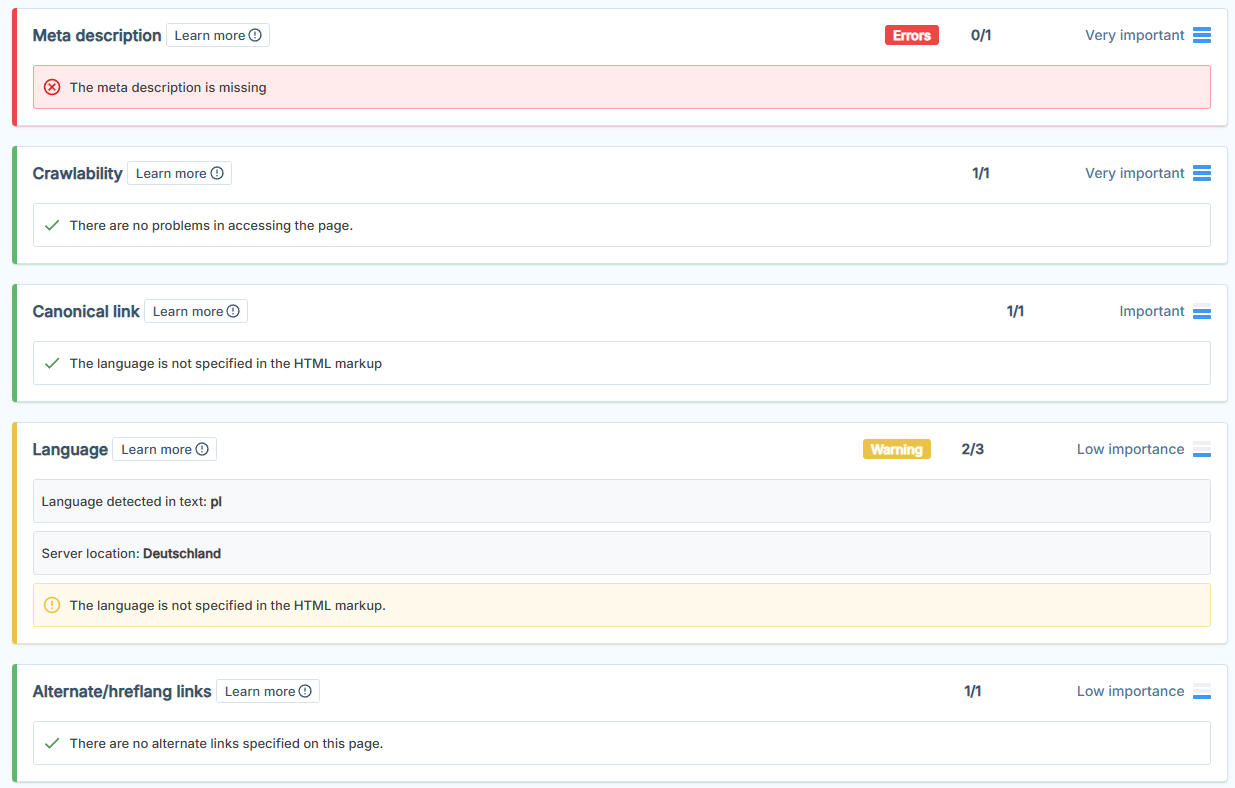 Meta description Learn more Errors 0/1 Very important
The meta description is missing
Crawlability Learn more 1/1 Very important
There are no problems in accessing the page.
Canonical link Learn more 1/1 Important
The language is not specified in the HTML markup
Language Learn more Warning 2/3 Low importance
Language detected in text: pl
Server location: Deutschland
The language is not specified in the HTML markup.
Alternate/hreflang links Learn more 1/1 Low importance
There are no alternate links specified on this page.